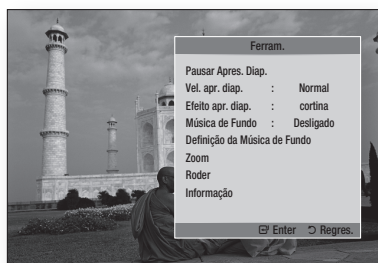 Ferram.
Pausar Apres. Diap.
Vel. apr. diap. : Normal
Efeito apr. diap. : cortina
Música de Fundo : Desligado
Definição da Música de Fundo
Zoom
Roder
Informação
Enter Regres.